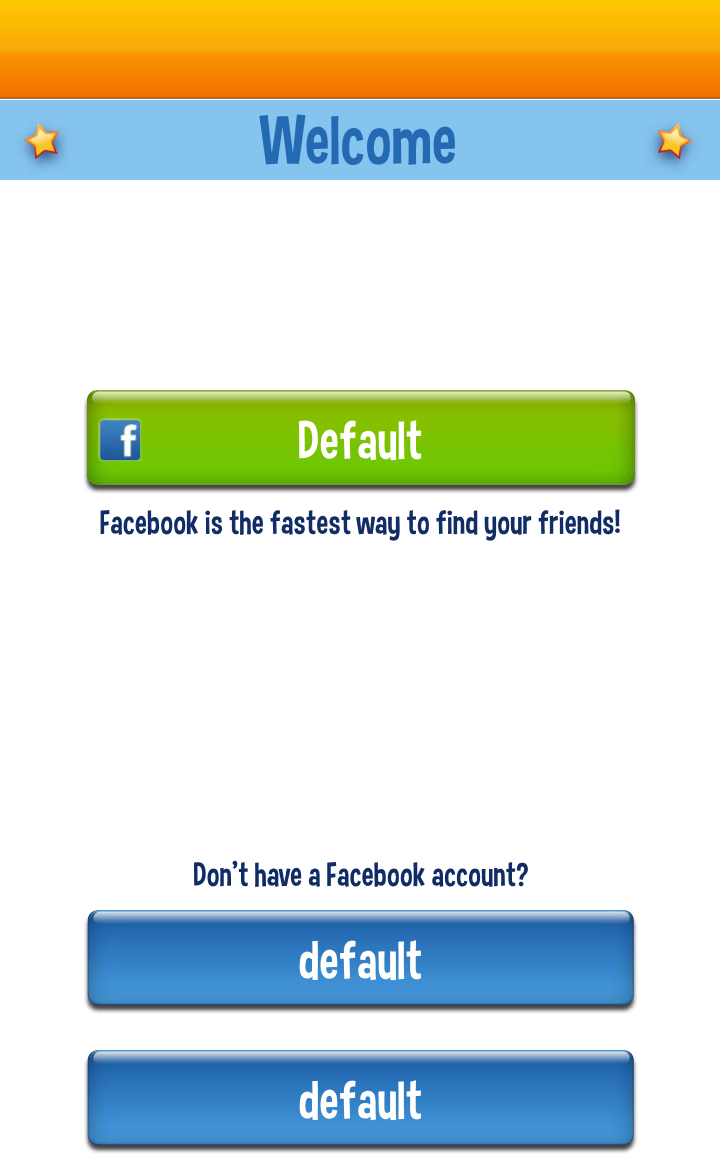 Welcome
Default
Facebook is the fastest way to find your friends!
Don't have a Facebook account?
default
default